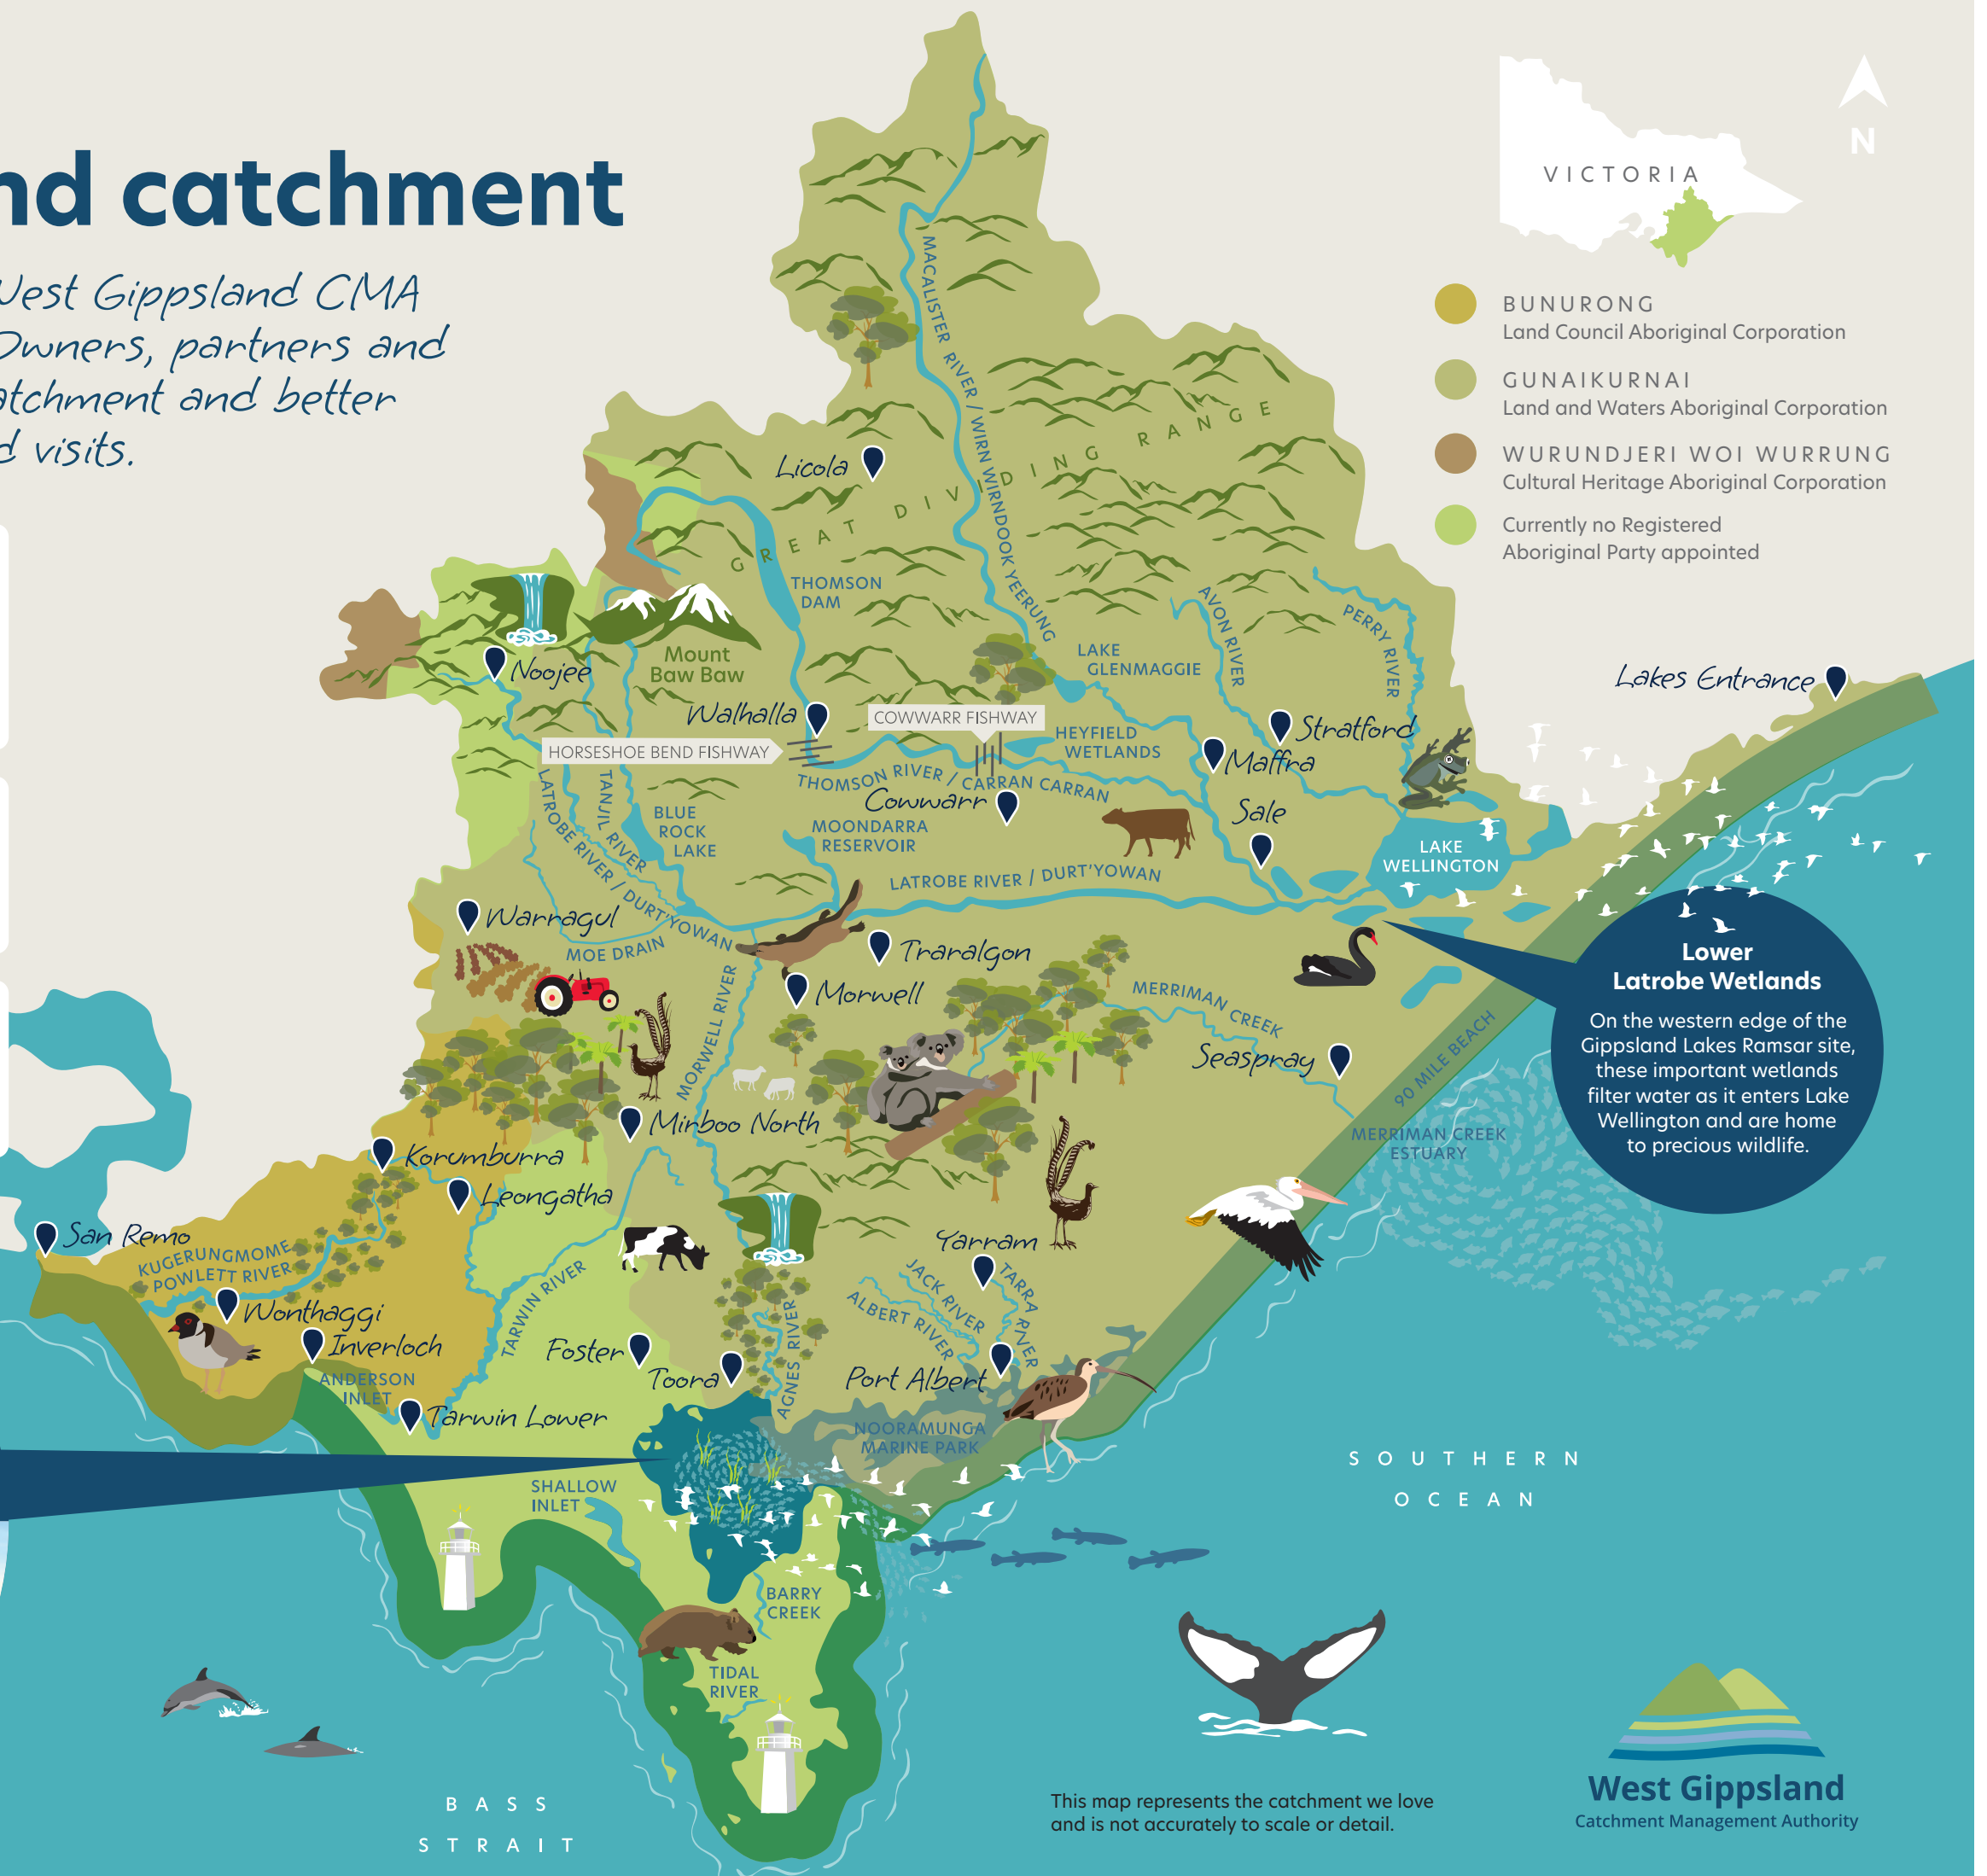 nd catchment
West Gippsland CMA
Owners, partners and
atchment and better
d visits.
VICTORIA
N
BUNURONG
Land Council Aboriginal Corporation
GUNAIKURNAI
Land and Waters Aboriginal Corporation
WURUNDJERI WOI WURRUNG
Cultural Heritage Aboriginal Corporation
Currently no Registered
Aboriginal Party appointed
MACALISTER RIVER / WIRN WIRNDOOK YEERUNG
GREAT DIVIDING RANGE
Licola
THOMSON
DAM
AVON RIVER
PERRY RIVER
Mount
Baw Baw
Noojee
LAKE
GLENMAGGIE
Lakes Entrance
Walhalla
COWWARR FISHWAY
HORSESHOE BEND FISHWAY
HEYFIELD
WETLANDS
Stratford
Maffra
THOMSON RIVER / CARRAN CARRAN
Cowwarr
LATROBE RIVER / DURT'YOWAN
TANJIL RIVER
BLUE
ROCK
LAKE
MOONDARRA
RESERVOIR
Sale
LAKE
WELLINGTON
LATROBE RIVER / DURT'YOWAN
Warragul
MOE DRAIN
Traralgon
Morwell
MORWELL RIVER
MERRIMAN CREEK
Seaspray
90 MILE BEACH
MERRIMAN CREEK
ESTUARY
Lower
Latrobe Wetlands
On the western edge of the
Gippsland Lakes Ramsar site,
these important wetlands
filter water as it enters Lake
Wellington and are home
to precious wildlife.
Mirboo North
Korumburra
Leongatha
San Remo
KUGERUNGMOME
POWLETT RIVER
Wonthaggi
Inverloch
ANDERSON
INLET
Tarwin Lower
TARWIN RIVER
Foster
Toora
AGNES RIVER
Yarram
JACK RIVER
ALBERT RIVER
TARRA RIVER
Port Albert
NOORAMUNGA
MARINE PARK
SHALLOW
INLET
BARRY
CREEK
TIDAL
RIVER
SOUTHERN
OCEAN
BASS
STRAIT
This map represents the catchment we love
and is not accurately to scale or detail.
West Gippsland
Catchment Management Authority